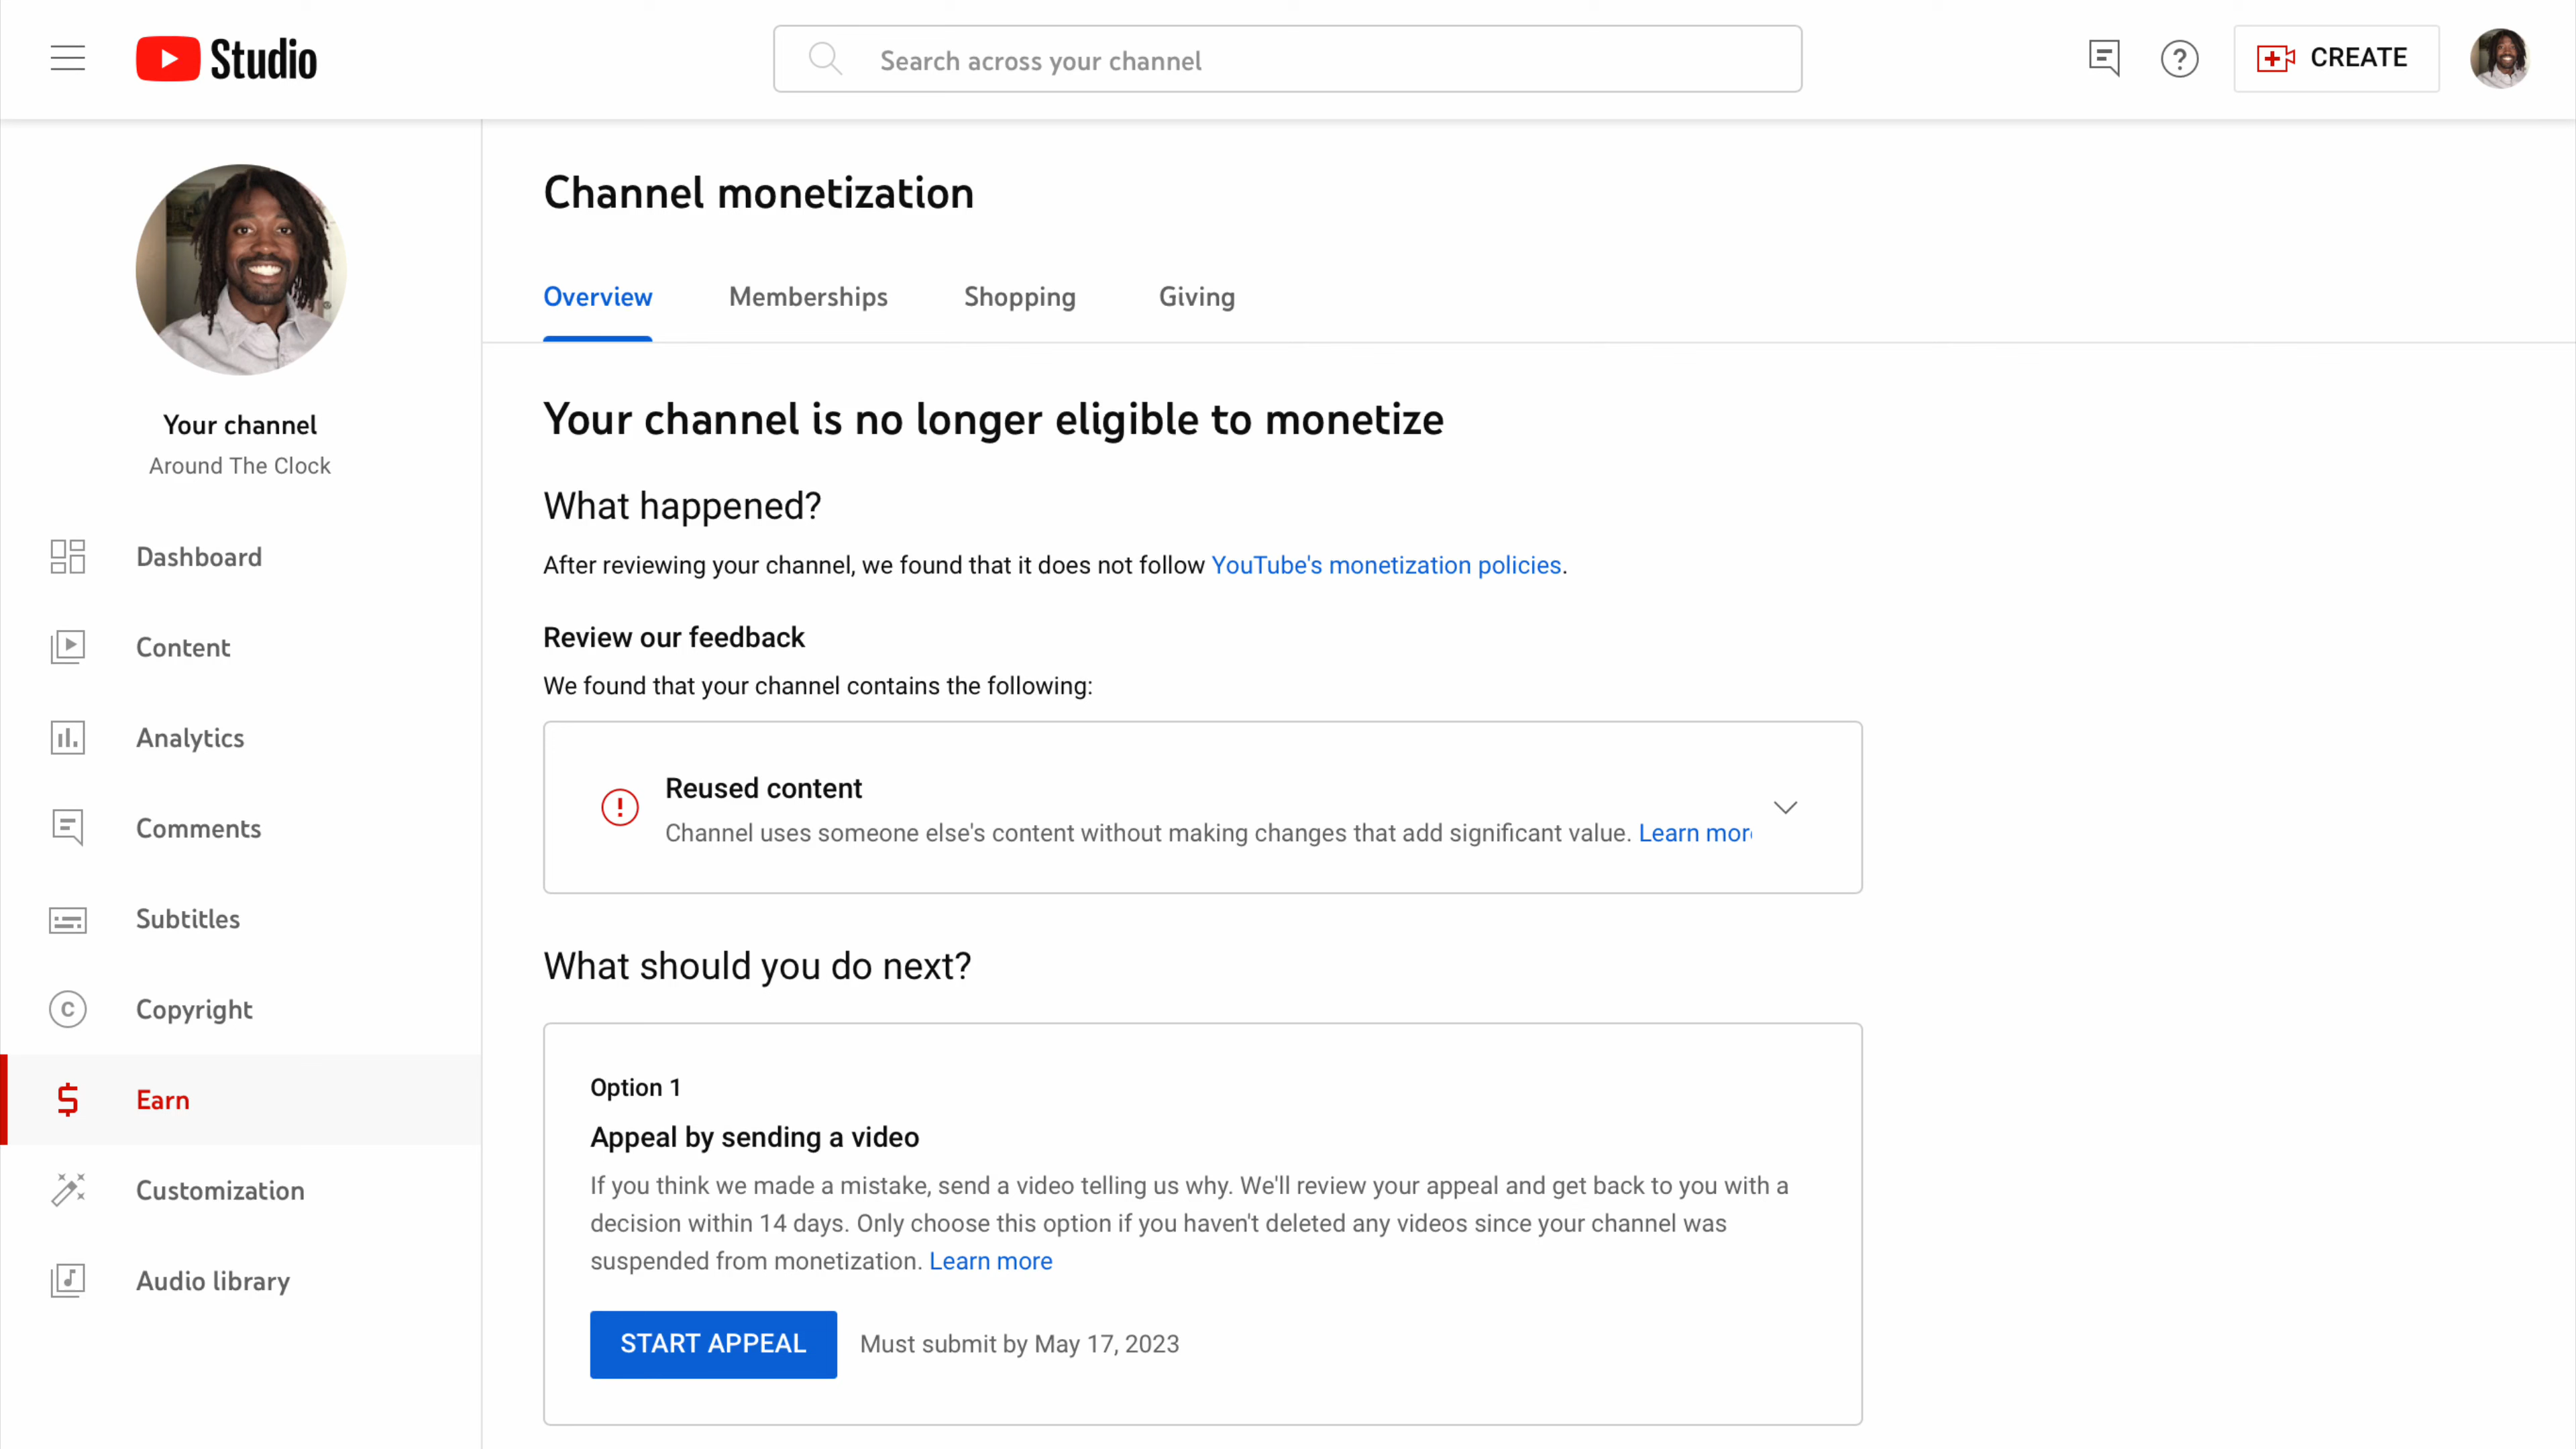 Studio
Search across your channel
CREATE
Your channel
Around The Clock
Dashboard
Content
Analytics
Comments
Subtitles
Copyright
Earn
Customization
Audio library
Channel monetization
Overview Memberships Shopping Giving
Your channel is no longer eligible to monetize
What happened?
After reviewing your channel, we found that it does not follow YouTube's monetization policies.
Review our feedback
We found that your channel contains the following:
Reused content
Channel uses someone else's content without making changes that add significant value. Learn mor
What should you do next?
Option 1
Appeal by sending a video
If you think we made a mistake, send a video telling us why. We'll review your appeal and get back to you with a
decision within 14 days. Only choose this option if you haven't deleted any videos since your channel was
suspended from monetization. Learn more
START APPEAL Must submit by May 17, 2023